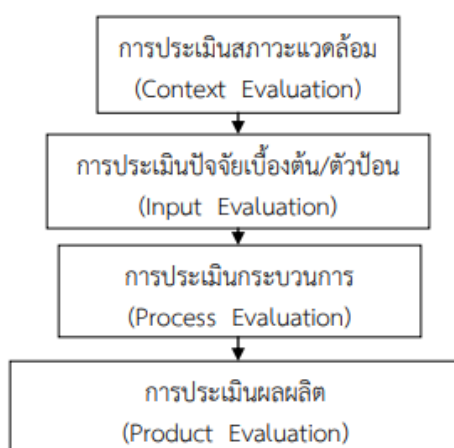 การประเมินสภาวะแวดล้อม
(Context Evaluation)
การประเมินปัจจัยเบื้องต้น/ตัวป้อน
(Input Evaluation)
การประเมินกระบวนการ
(Process Evaluation)
การประเมินผลผลิต
(Product Evaluation)